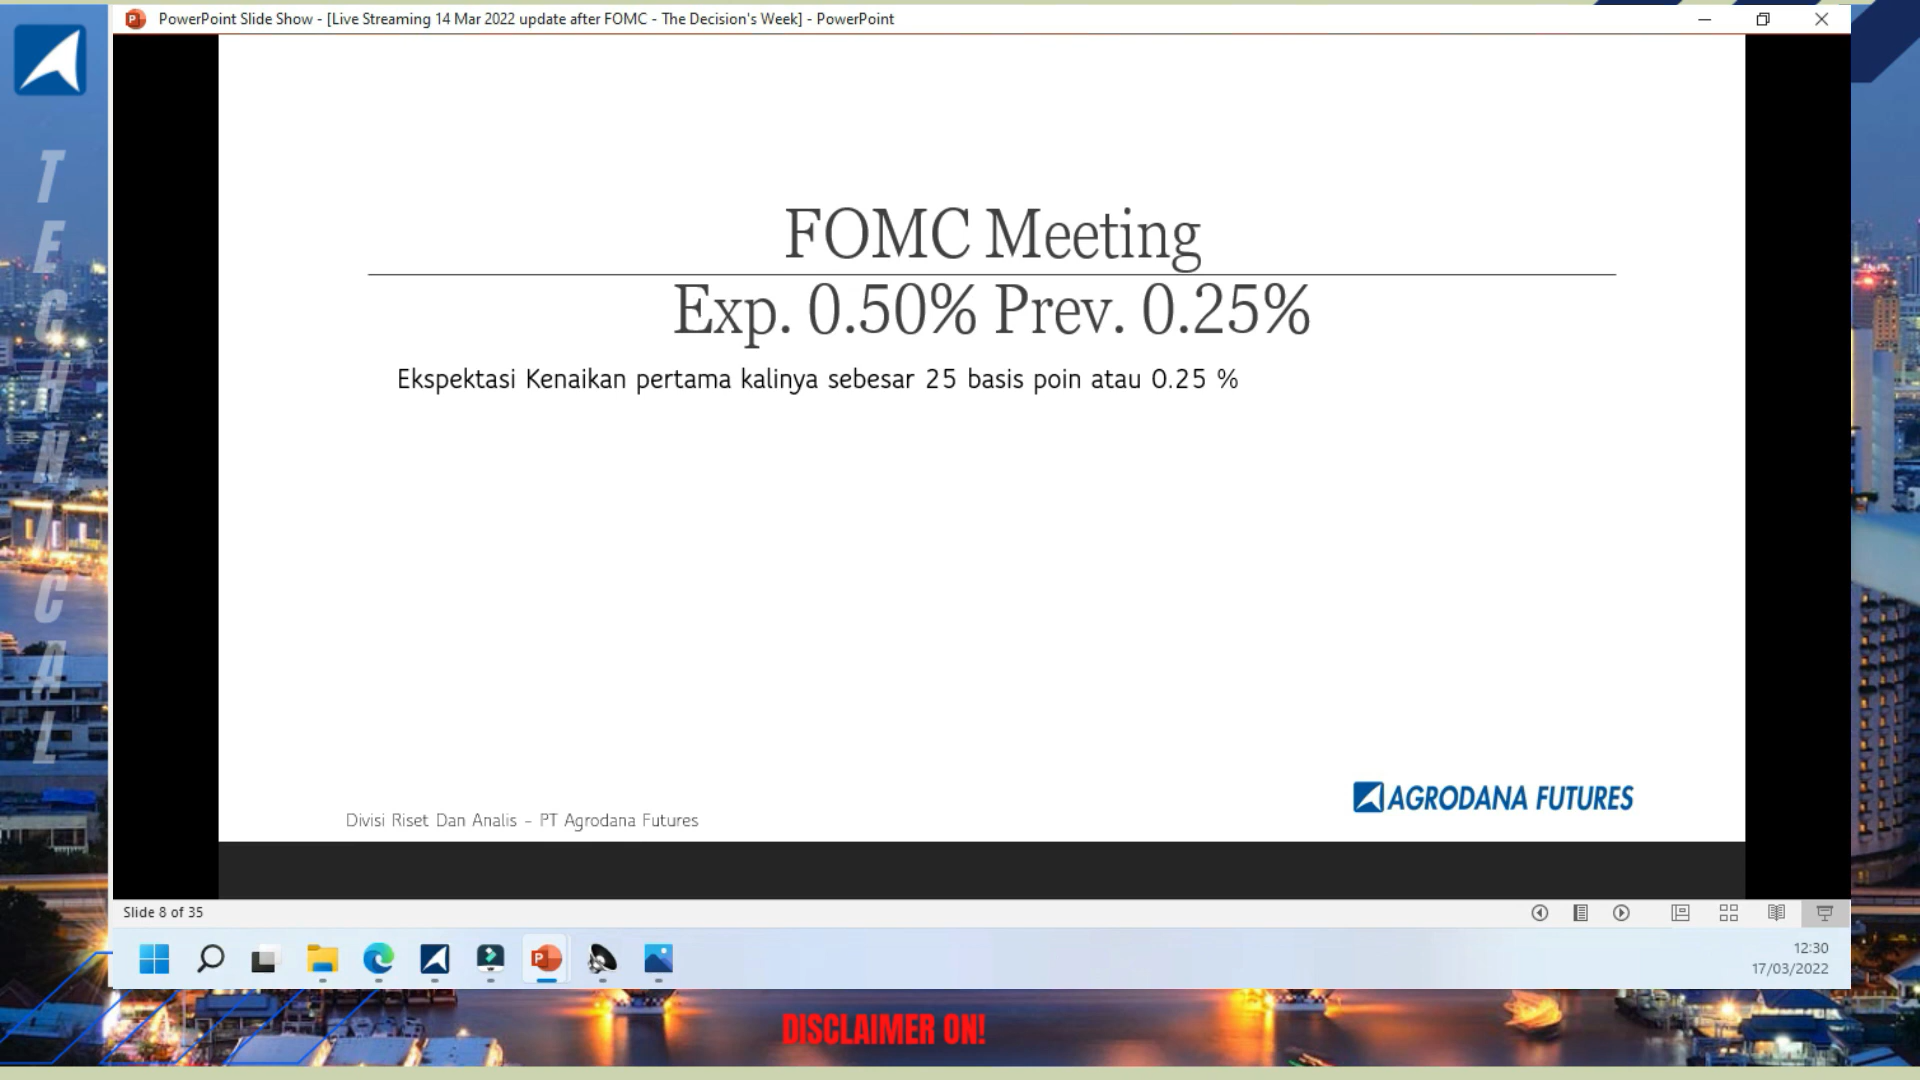 PowerPoint Slide Show - [Live Streaming 14 Mar 2022 update after FOMC - The Decision's Week] - PowerPoint
TECHNICAL
FOMC Meeting
Exp. 0.50% Prev. 0.25%
Ekspektasi Kenaikan pertama kalinya sebesar 25 basis poin atau 0.25 %
AGRODANA FUTURES
Divisi Riset Dan Analis - PT Agrodana Futures
Slide 8 of 35
12:30
17/03/2022
DISCLAIMER ON!